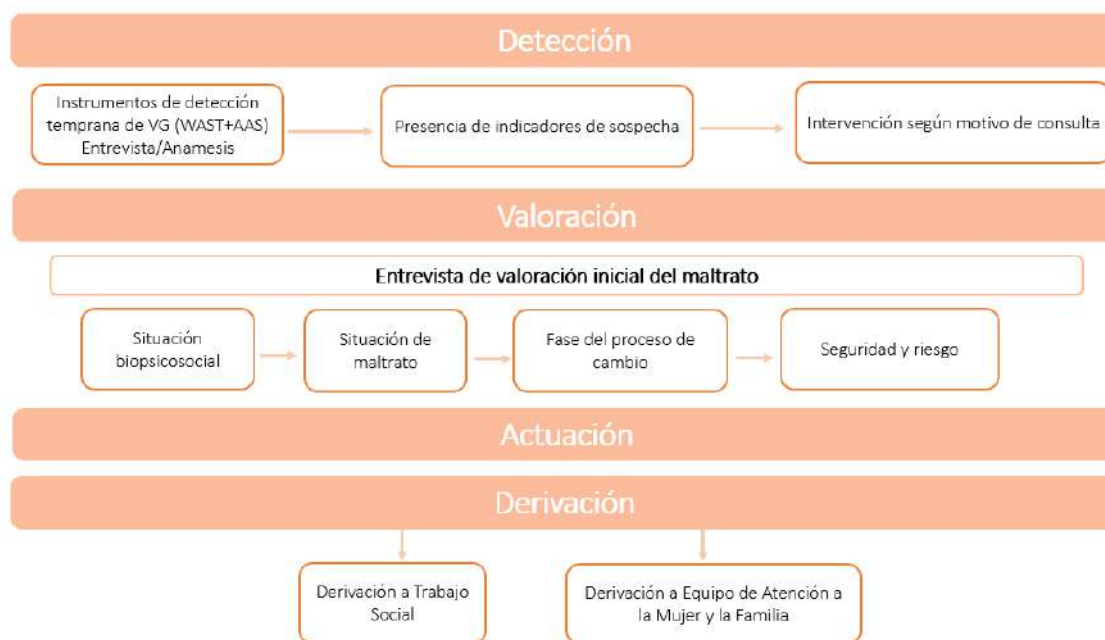 Detección
Instrumentos de detección
temprana de VG (WAST+AAS)
Entrevista/Anamesis
Presencia de indicadores de sospecha
Intervención según motivo de consulta
Valoración
Entrevista de valoración inicial del maltrato
Situación
biopsicosocial
Situación de
maltrato
Fase del proceso de
cambio
Seguridad y riesgo
Actuación
Derivación
Derivación a Trabajo
Social
Derivación a Equipo de Atención a
la Mujer y la Familia